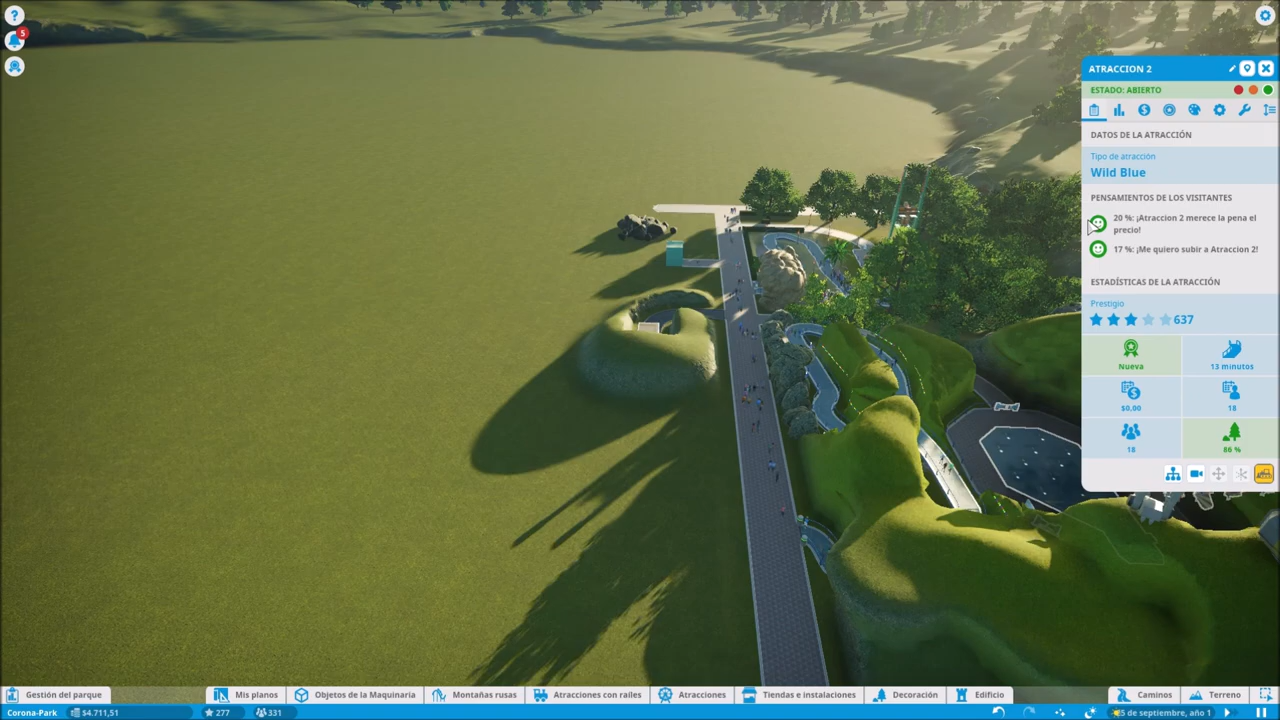 ?
5
ATRACCION 2
ESTADO: ABIERTO
DATOS DE LA ATRACCIÓN
Tipo de atracción
Wild Blue
PENSAMIENTOS DE LOS VISITANTES
20 %: ¡Atraccion 2 merece la pena el
precio!
17 %: ¡Me quiero subir a Atraccion 2!
ESTADÍSTICAS DE LA ATRACCIÓN
Prestigio
637
Nueva
13 minutos
$0,00
18
18
86 %
Gestión del parque
Mis planos
Objetos de la Maquinaria
Montañas rusas
Atracciones con raíles
Atracciones
Tiendas e instalaciones
Decoración
Edificio
Caminos
Terreno
Corona-Park
$4.711,51
277
331
5 de septiembre, año 1